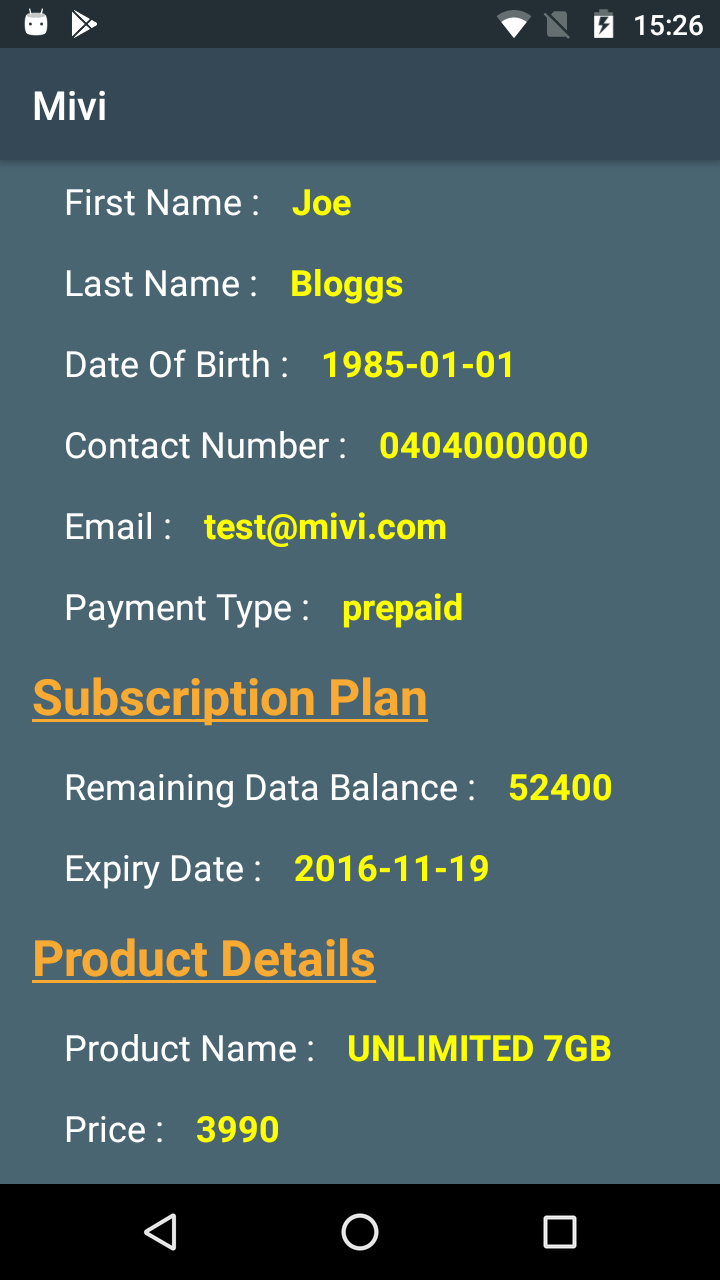 15:26
Mivi
First Name : Joe
Last Name : Bloggs
Date Of Birth : 1985-01-01
Contact Number : 0404000000
Email : test@mivi.com
Payment Type : prepaid
Subscription Plan
Remaining Data Balance : 52400
Expiry Date : 2016-11-19
Product Details
Product Name : UNLIMITED 7GB
Price : 3990